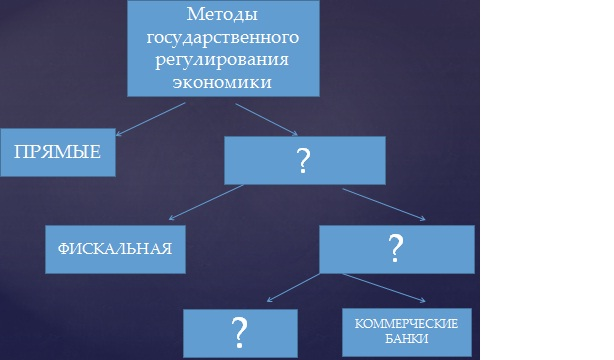 Методы
государственного
регулирования
экономики
ПРЯМЫЕ
?
ФИСКАЛЬНАЯ
?
?
КОММЕРЧЕСКИЕ
БАНКИ